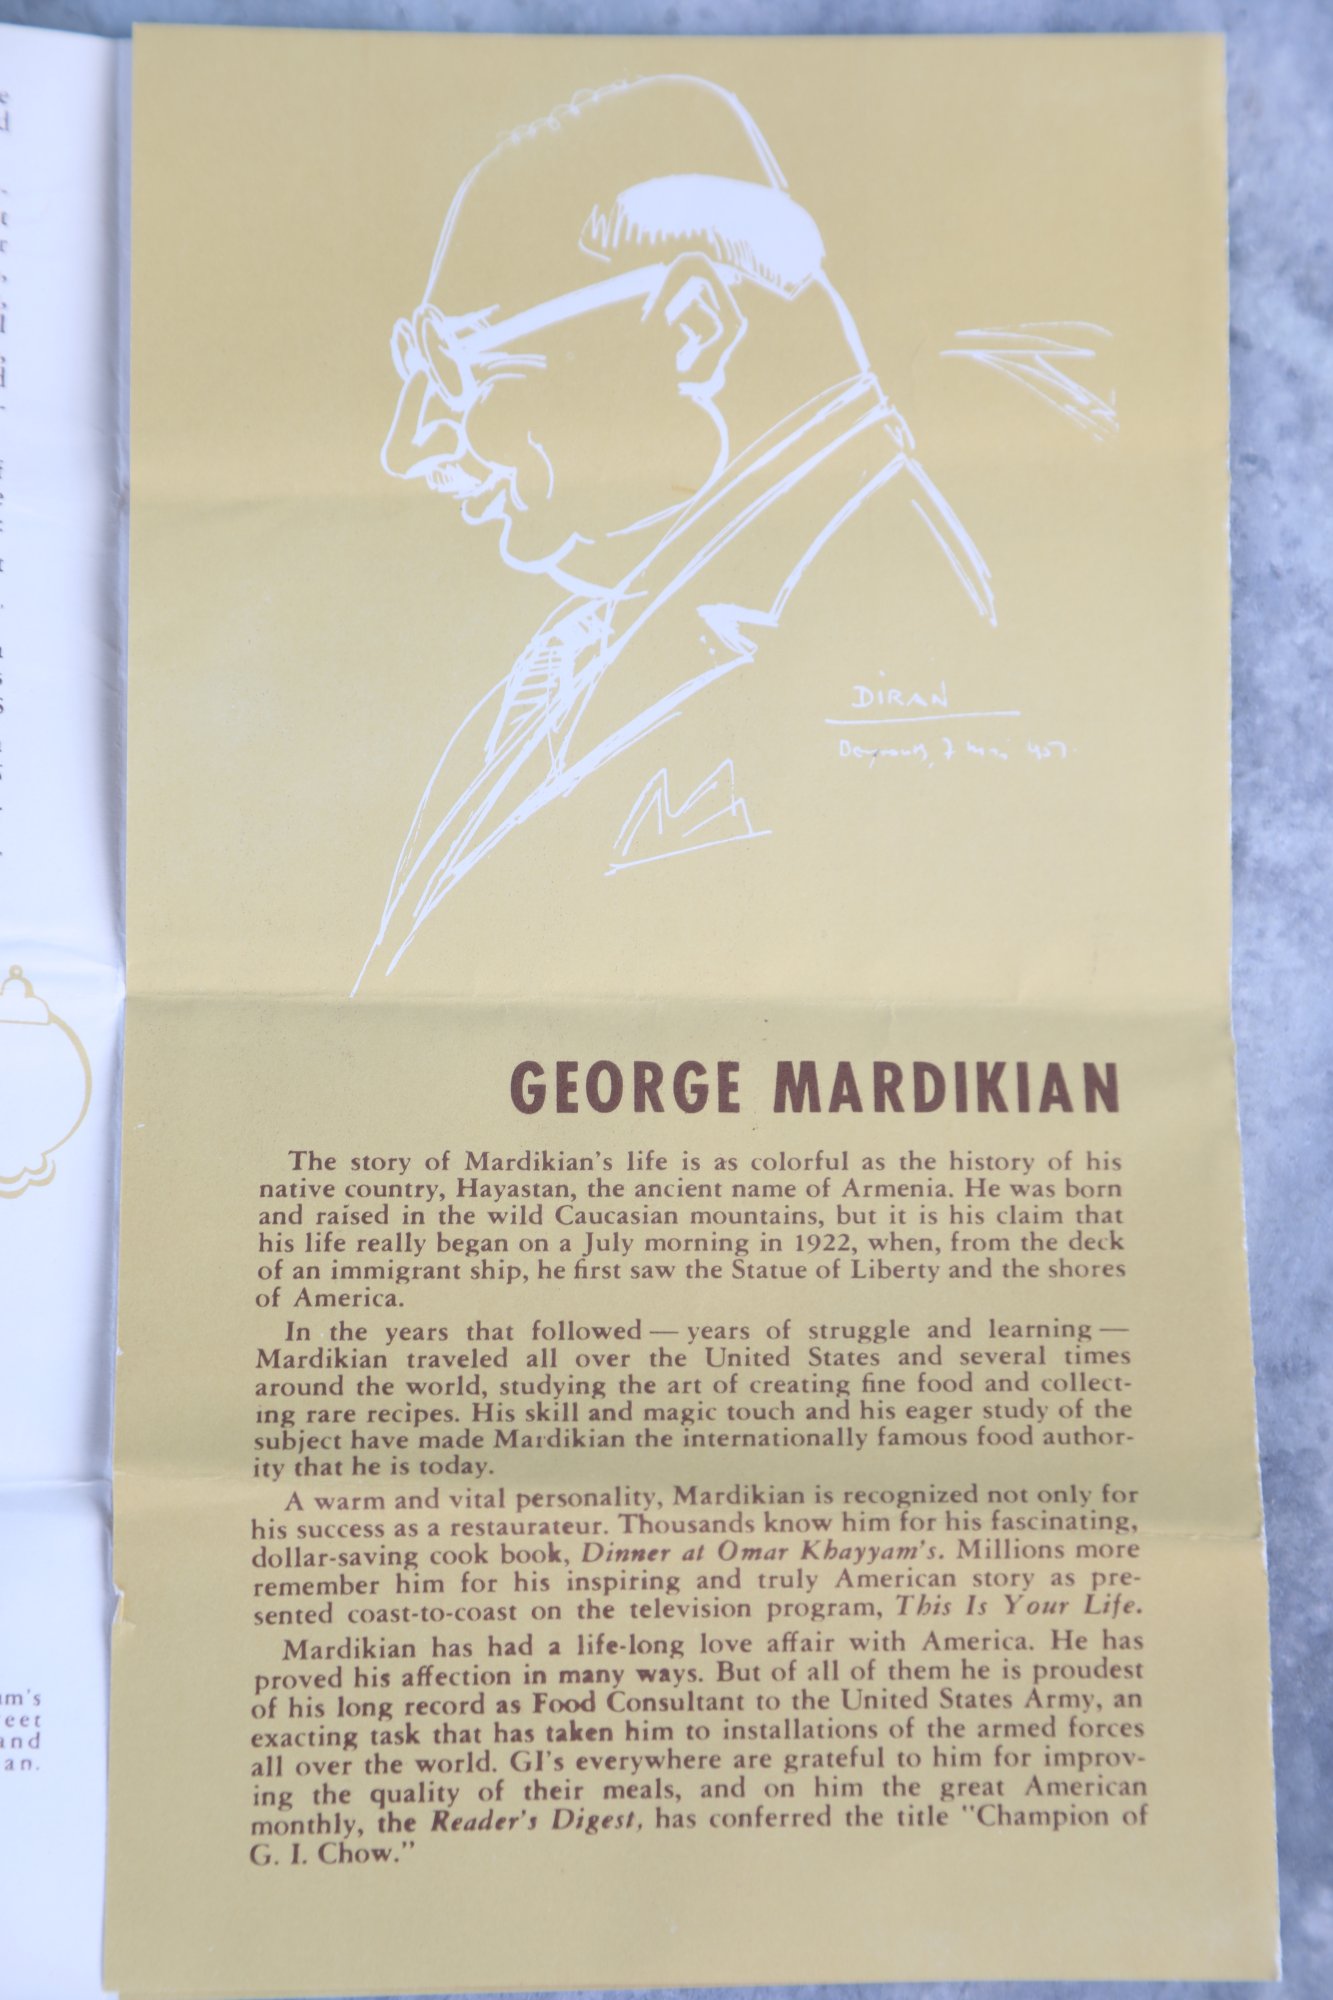 DIRAN
GEORGE MARDIKIAN
The story of Mardikian's life is as colorful as the history of his
native country, Hayastan, the ancient name of Armenia. He was born
and raised in the wild Caucasian mountains, but it is his claim that
his life really began on a July morning in 1922, when, from the deck
of an immigrant ship, he first saw the Statue of Liberty and the shores
of America.
In the years that followed — years of struggle and learning —
Mardikian traveled all over the United States and several times
around the world, studying the art of creating fine food and collect-
ing rare recipes. His skill and magic touch and his eager study of the
subject have made Mardikian the internationally famous food author-
ity that he is today.
A warm and vital personality, Mardikian is recognized not only for
his success as a restaurateur. Thousands know him for his fascinating,
dollar-saving cook book, Dinner at Omar Khayyam's. Millions more
remember him for his inspiring and truly American story as pre-
sented coast-to-coast on the television program, This Is Your Life.
Mardikian has had a life-long love affair with America. He has
proved his affection in many ways. But of all of them he is proudest
of his long record as Food Consultant to the United States Army, an
exacting task that has taken him to installations of the armed forces
all over the world. GI's everywhere are grateful to him for improv-
ing the quality of their meals, and on him the great American
monthly, the Reader's Digest, has conferred the title "Champion of
G. I. Chow."